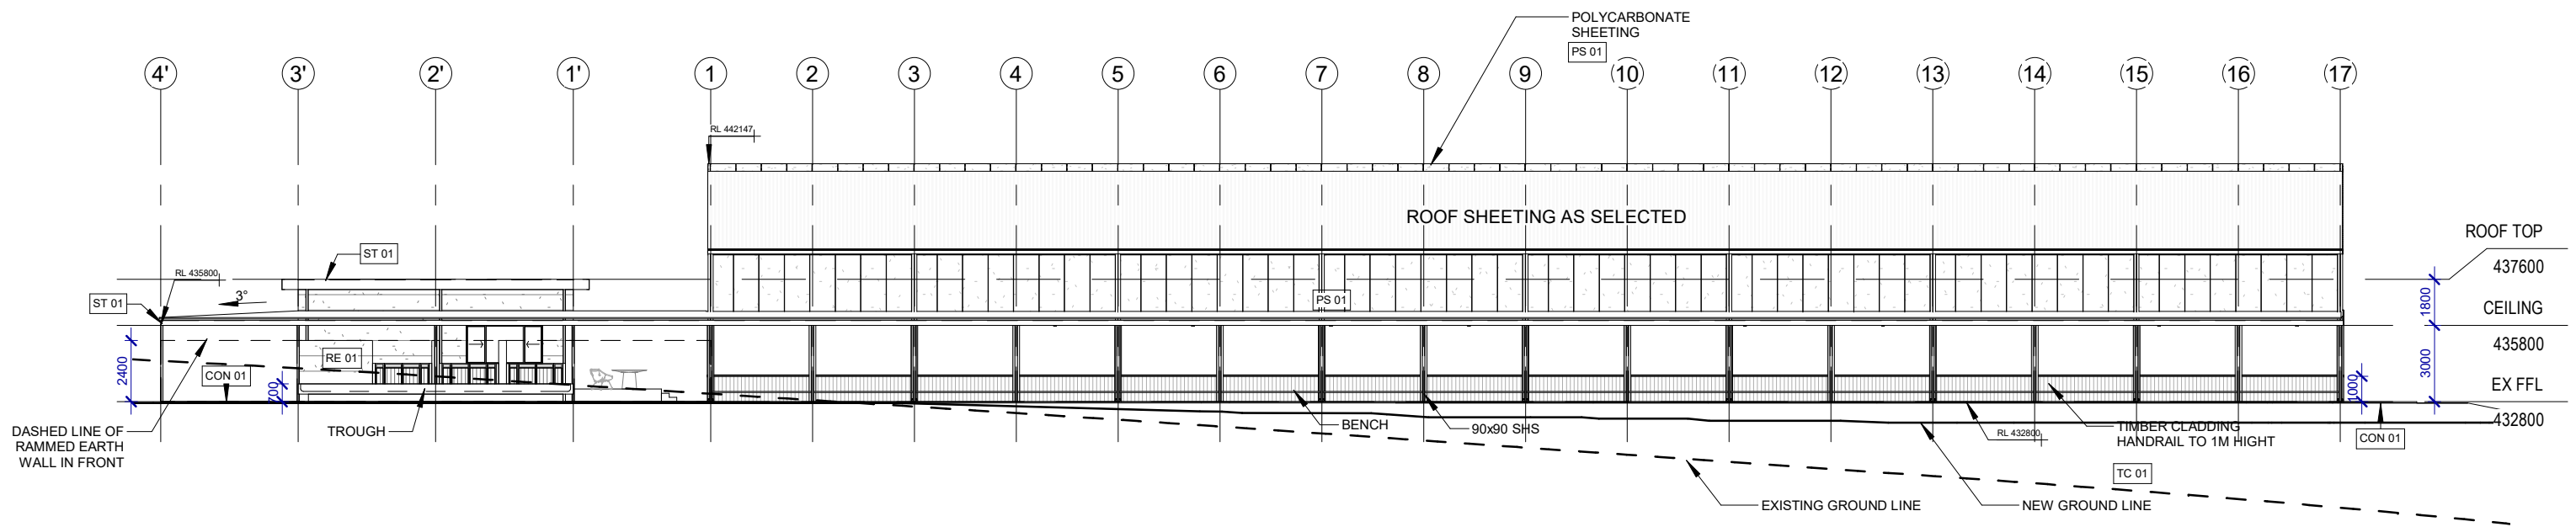 POLYCARBONATE
SHEETING
PS 01
4' 3' 2' 1' 1 2 3 4 5 6 7 8 9 10 11 12 13 14 15 16 17
RL 442147
ROOF SHEETING AS SELECTED
ROOF TOP
437600
ST 01
RL 435800
3°
ST 01
PS 01
1800
CEILING
435800
3000
2400
RE 01
CON 01
700
1000
EX FFL
432800
DASHED LINE OF
RAMMED EARTH
WALL IN FRONT
TROUGH
BENCH
90x90 SHS
RL 432800
TIMBER CLADDING
HANDRAIL TO 1M HIGHT
CON 01
TC 01
EXISTING GROUND LINE
NEW GROUND LINE